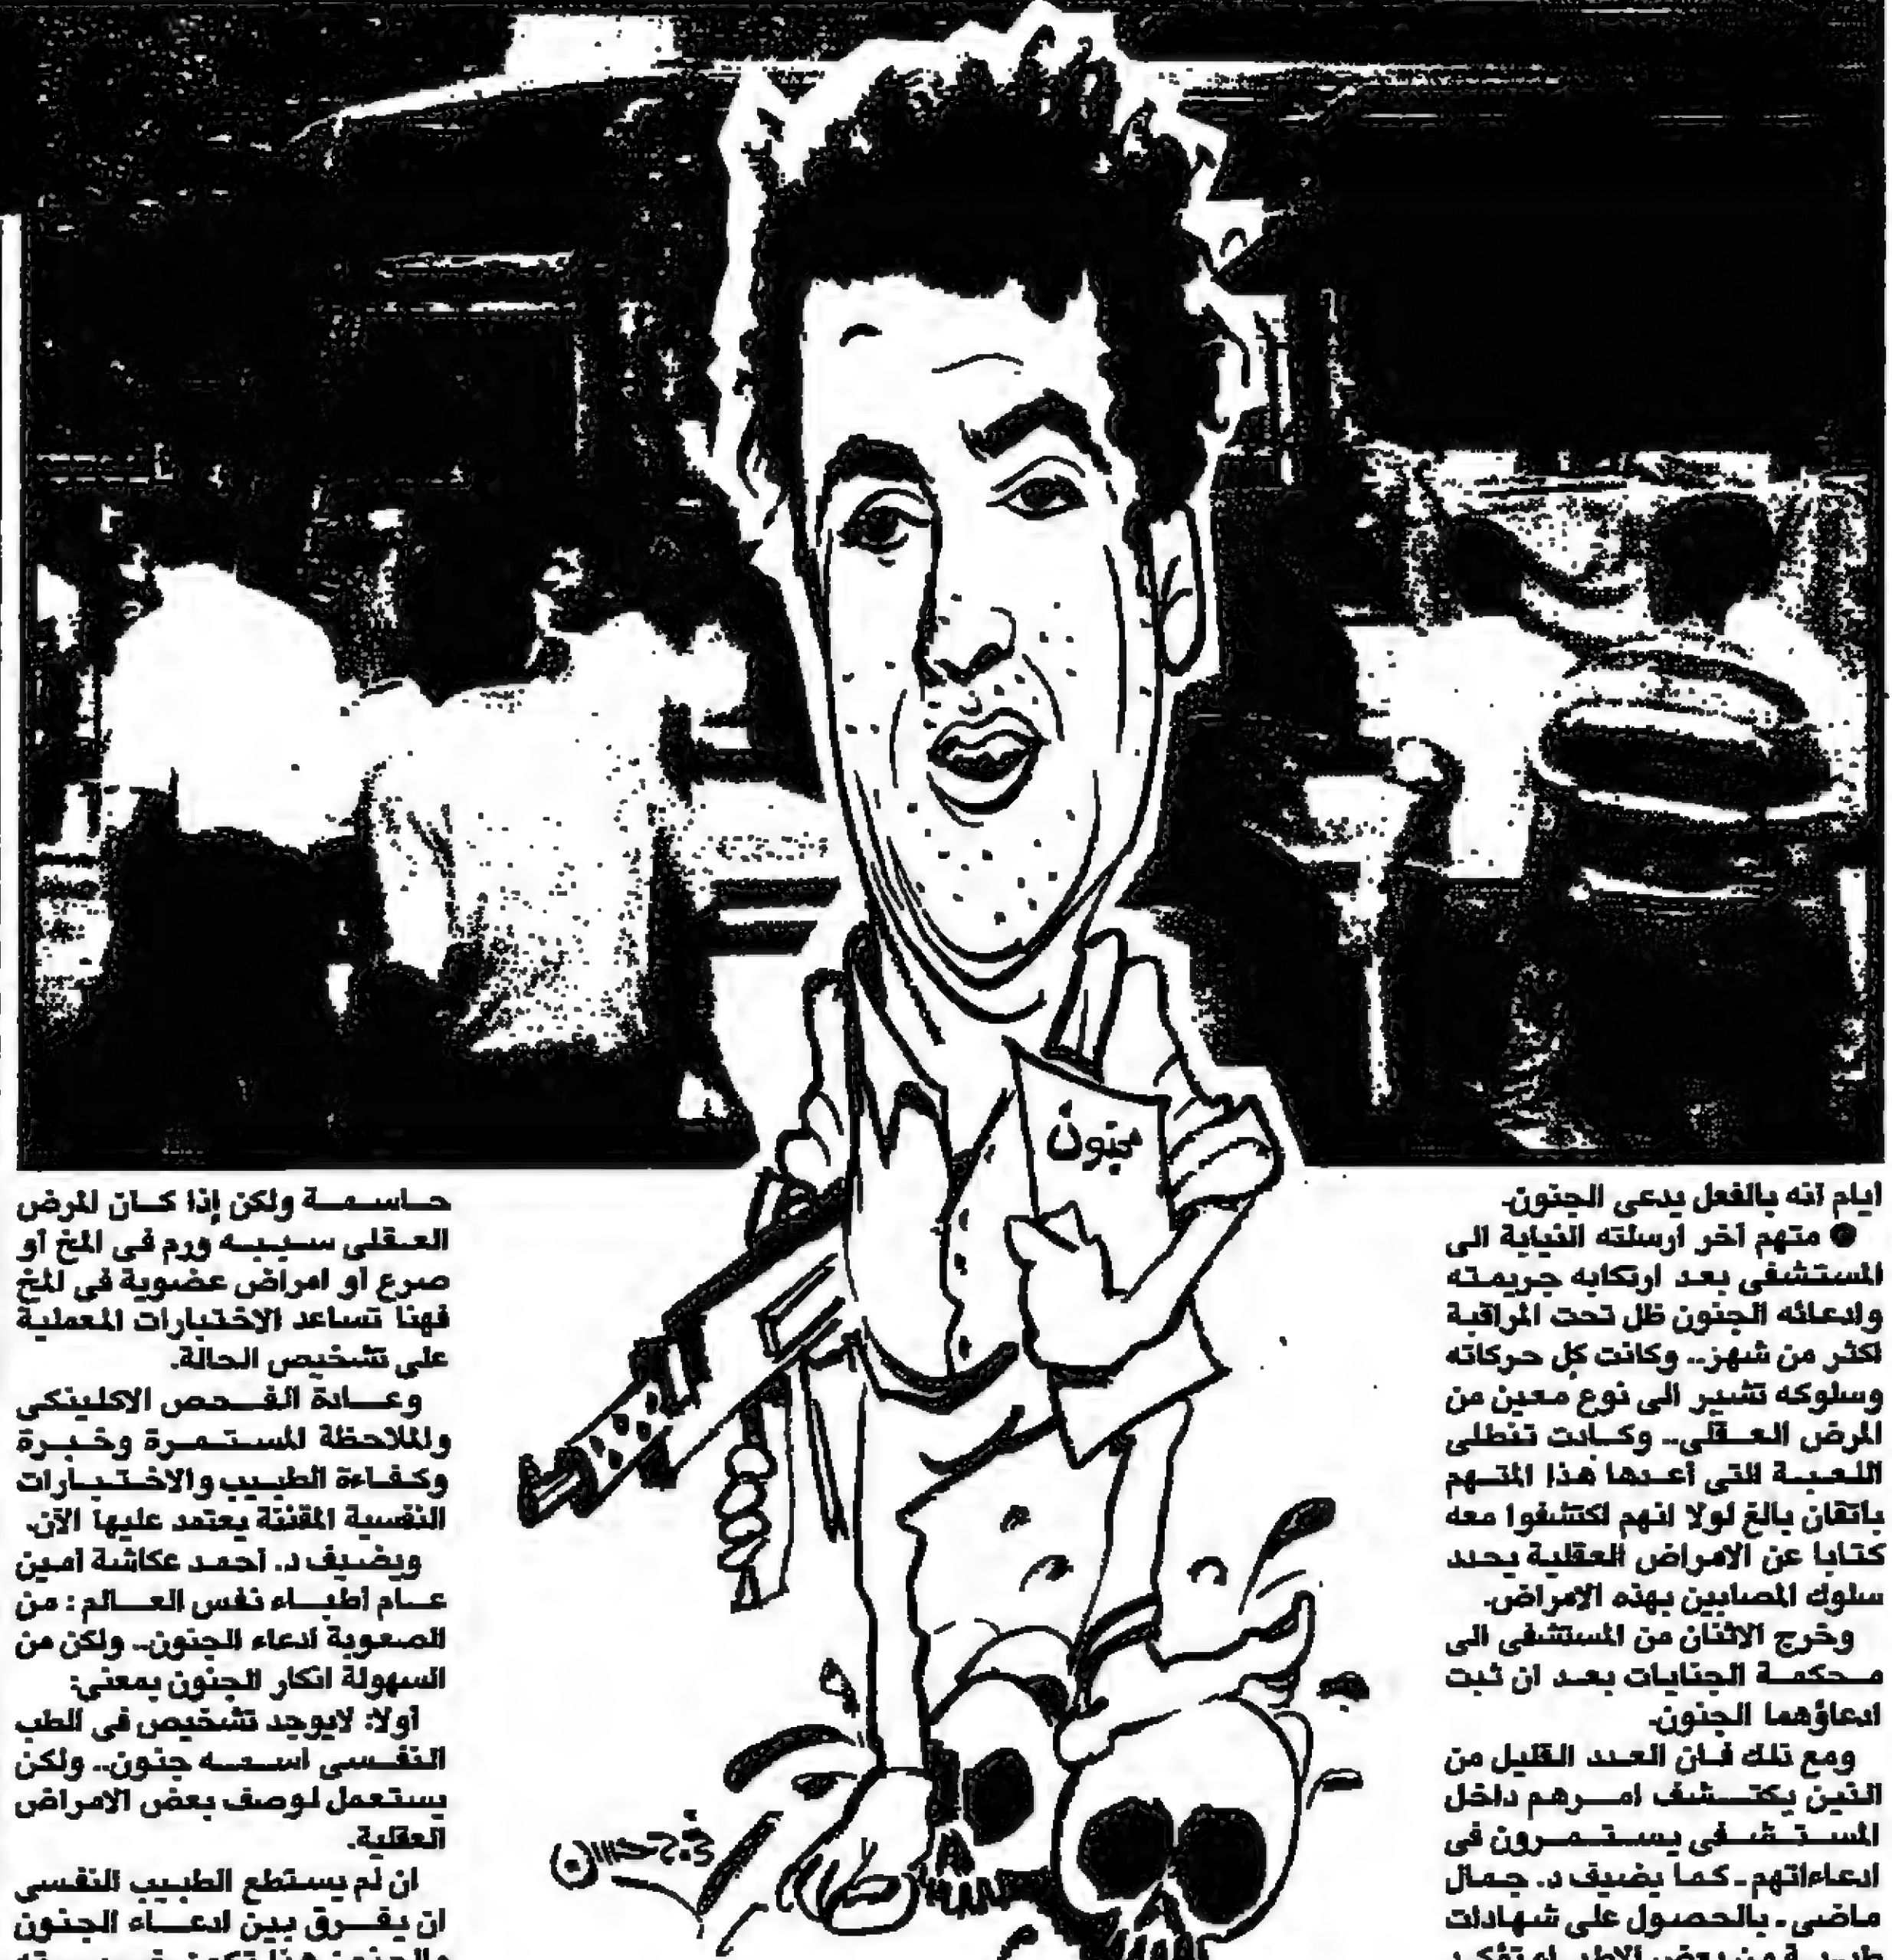 ايام انه بالفعل يدعى الجنون.
● متهم آخر ارسلته النيابة الى
المستشفى بعد ارتكابه جريمته
وادعائه الجنون ظل تحت المراقبة
اكثر من شهر.. وكانت كل حركاته
وسلوكه تشير الى نوع معين من
المرض العقلى.. وكادت تنطلى
اللعبة التى أعدها هذا المتهم
باتقان بالغ لولا انهم اكتشفوا معه
كتابا عن الامراض العقلية يحدد
سلوك المصابين بهذه الامراض.
وخرج الاثنان من المستشفى الى
محكمة الجنايات بعد ان ثبت
ادعاؤهما الجنون.
ومع ذلك فان العدد القليل من
الذين يكتشف امرهم داخل
المستشفى يستمرون فى
ادعاءاتهم ـ كما يضيف د. جمال
ماضى ـ بالحصول على شهادات
مجنون
حاسمة ولكن إذا كان المرض
العقلى سببه ورم فى المخ أو
صرع او امراض عضوية فى المخ
فهنا تساعد الاختبارات المعملية
على تشخيص الحالة.
وعادة الفحص الاكلينكى
والملاحظة المستمرة وخبرة
وكفاءة الطبيب والاختبارات
النفسية المقننة يعتمد عليها الآن.
ويضيف د. أحمد عكاشة أمين
عام أطباء نفس العالم : من
الصعوبة ادعاء الجنون.. ولكن من
السهولة انكار الجنون بمعنى:
أولا: لايوجد تشخيص فى الطب
النفسى اسمه جنون.. ولكن
يستعمل لوصف بعض الامراض
العقلية.
ان لم يستطع الطبيب النفسى
ان يفرق بين ادعاء الجنون